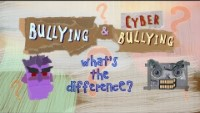 BULLYING & CYBER BULLYING
what's
the
difference?